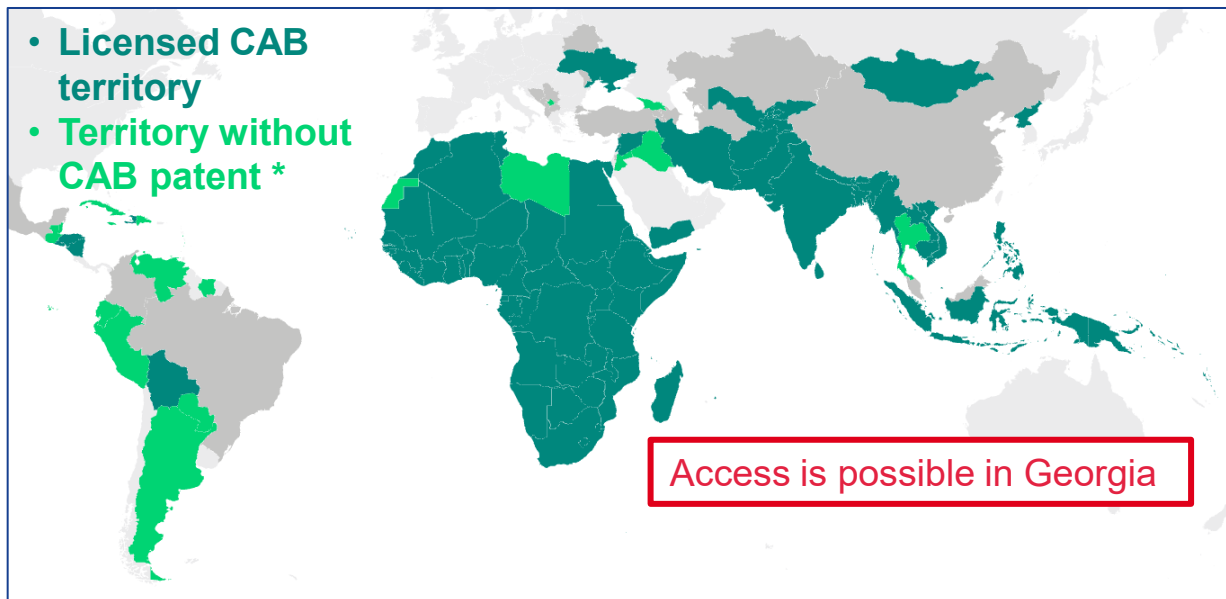 • Licensed CAB
territory
• Territory without
CAB patent *
Access is possible in Georgia